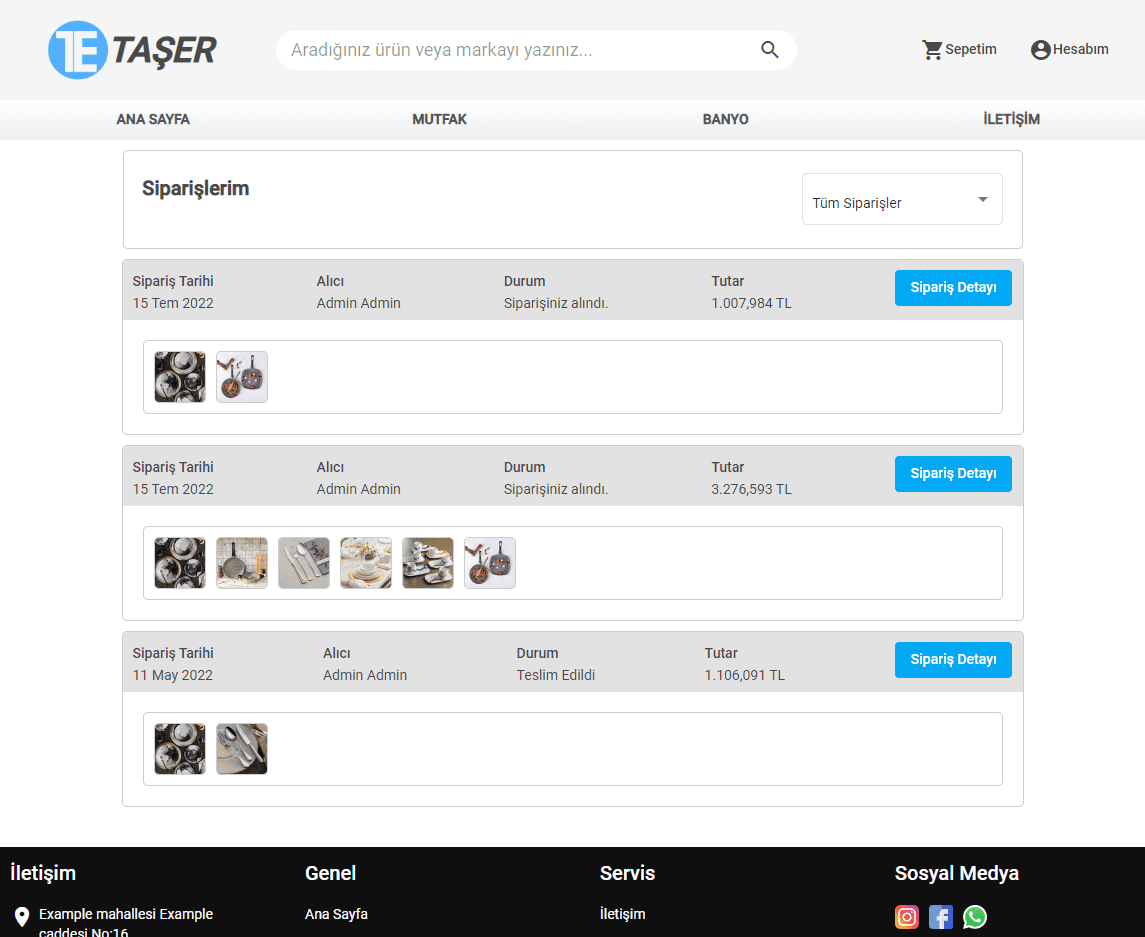 TE TAŞER
Aradığınız ürün veya markayı yazınız...
Sepetim
Hesabım
ANA SAYFA
MUTFAK
BANYO
İLETİŞİM
Siparişlerim
Tüm Siparişler
Sipariş Tarihi
15 Tem 2022
Alıcı
Admin Admin
Durum
Siparişiniz alındı.
Tutar
1.007,984 TL
Sipariş Detayı
Sipariş Tarihi
15 Tem 2022
Alıcı
Admin Admin
Durum
Siparişiniz alındı.
Tutar
3.276,593 TL
Sipariş Detayı
Sipariş Tarihi
11 May 2022
Alıcı
Admin Admin
Durum
Teslim Edildi
Tutar
1.106,091 TL
Sipariş Detayı
İletişim
Example mahallesi Example
caddesi No:16
Genel
Ana Sayfa
Servis
İletişim
Sosyal Medya